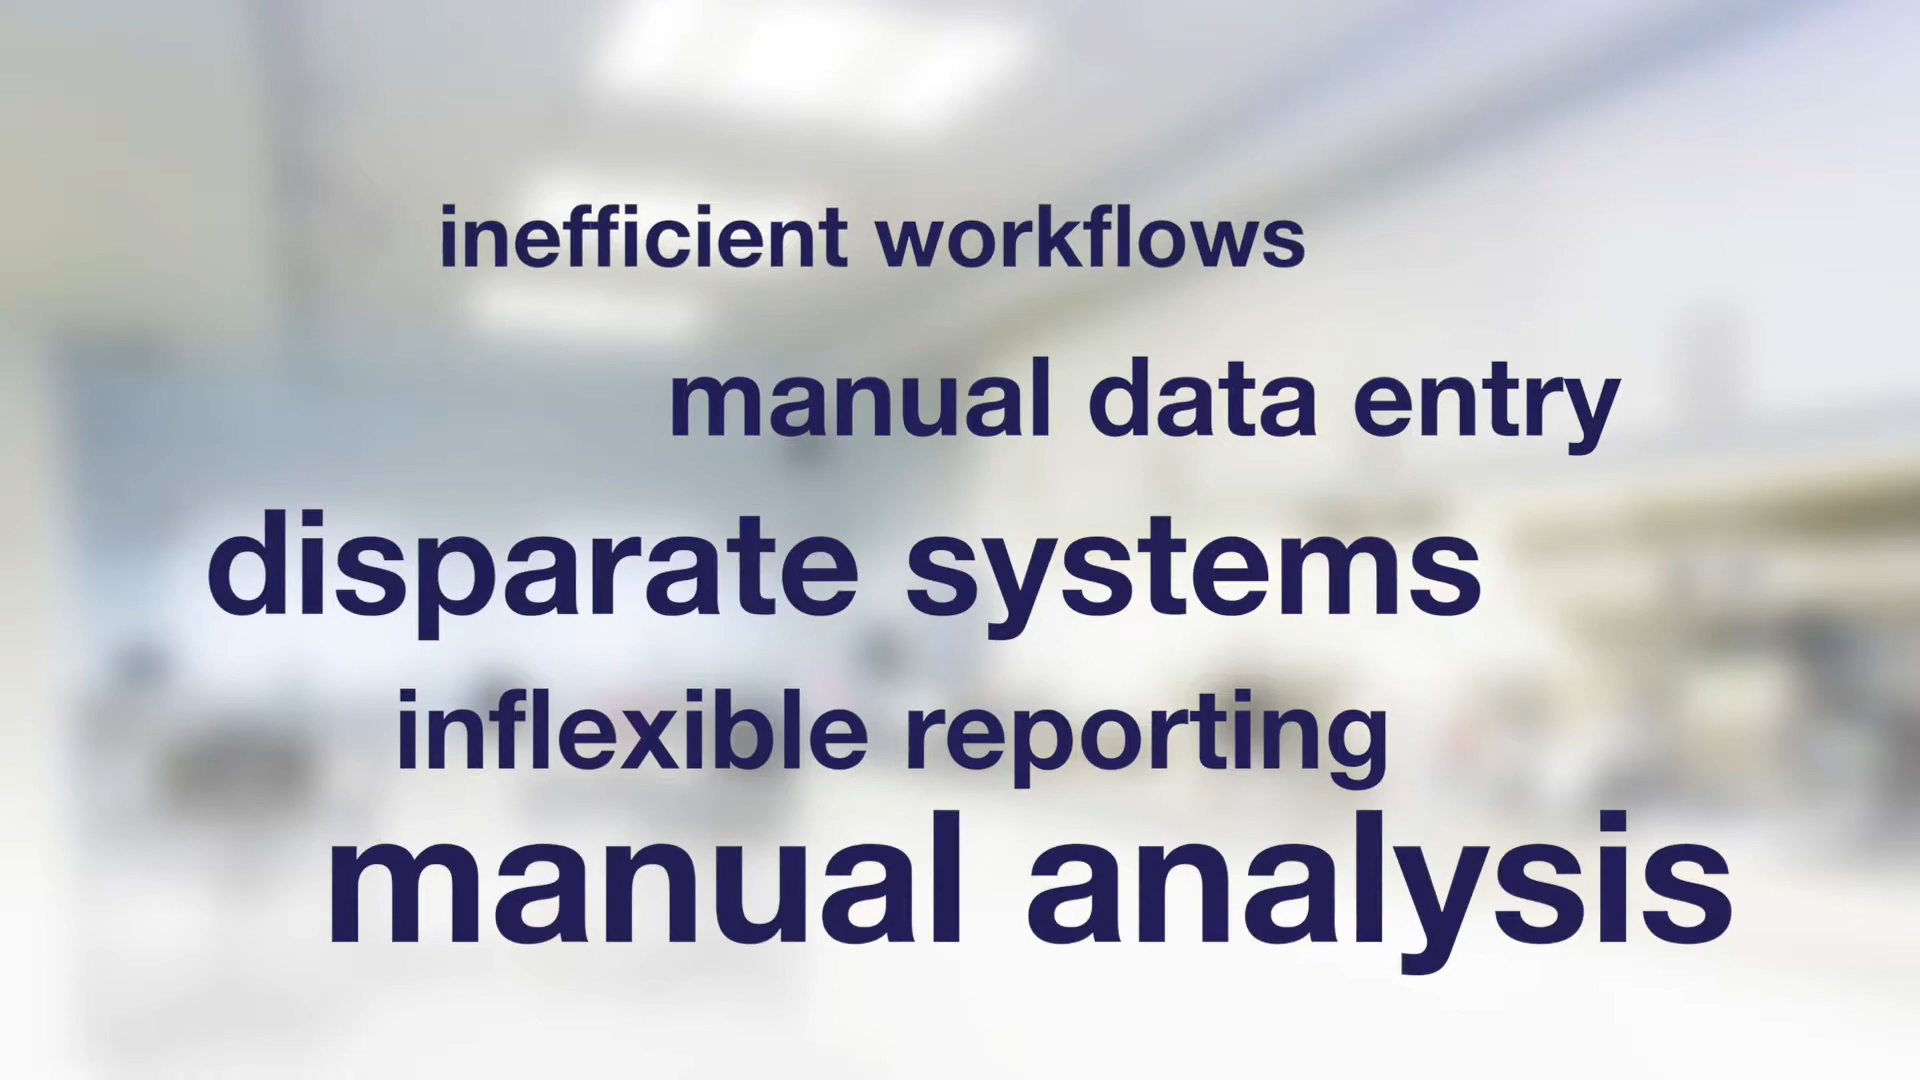 inefficient workflows
manual data entry
disparate systems
inflexible reporting
manual analysis